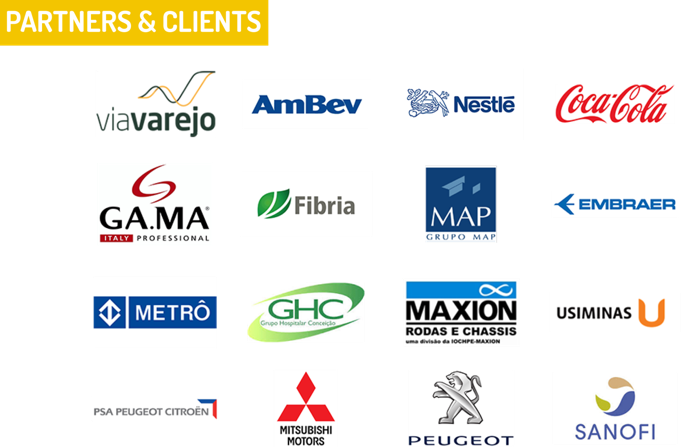 PARTNERS & CLIENTS
viavarejo
AmBev
Nestlé
Coca-Cola
GA.MA®
ITALY PROFESSIONAL
Fibria
MAP
GRUPO MAP
EMBRAER
METRÔ
GHC
Grupo Hospitalar Conceição
MAXION
RODAS E CHASSIS
uma divisão da IOCHPE-MAXION
USIMINAS
PSA PEUGEOT CITROËN
MITSUBISHI
MOTORS
PEUGEOT
SANOFI